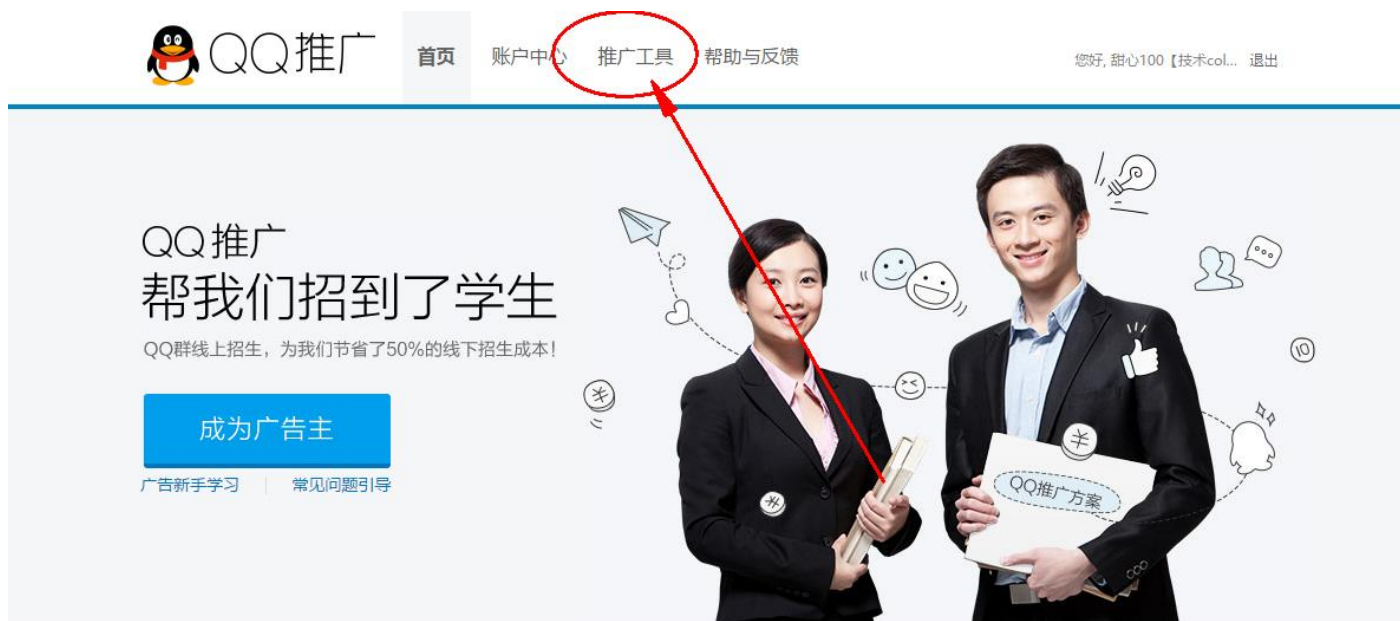 QQ推广
首页 账户中心 推广工具 帮助与反馈
您好, 甜心100【技术col... 退出
QQ推广
帮我们招到了学生
QQ群线上招生，为我们节省了50%的线下招生成本！
成为广告主
广告新手学习 | 常见问题引导
¥
¥
¥
10
QQ推广方案